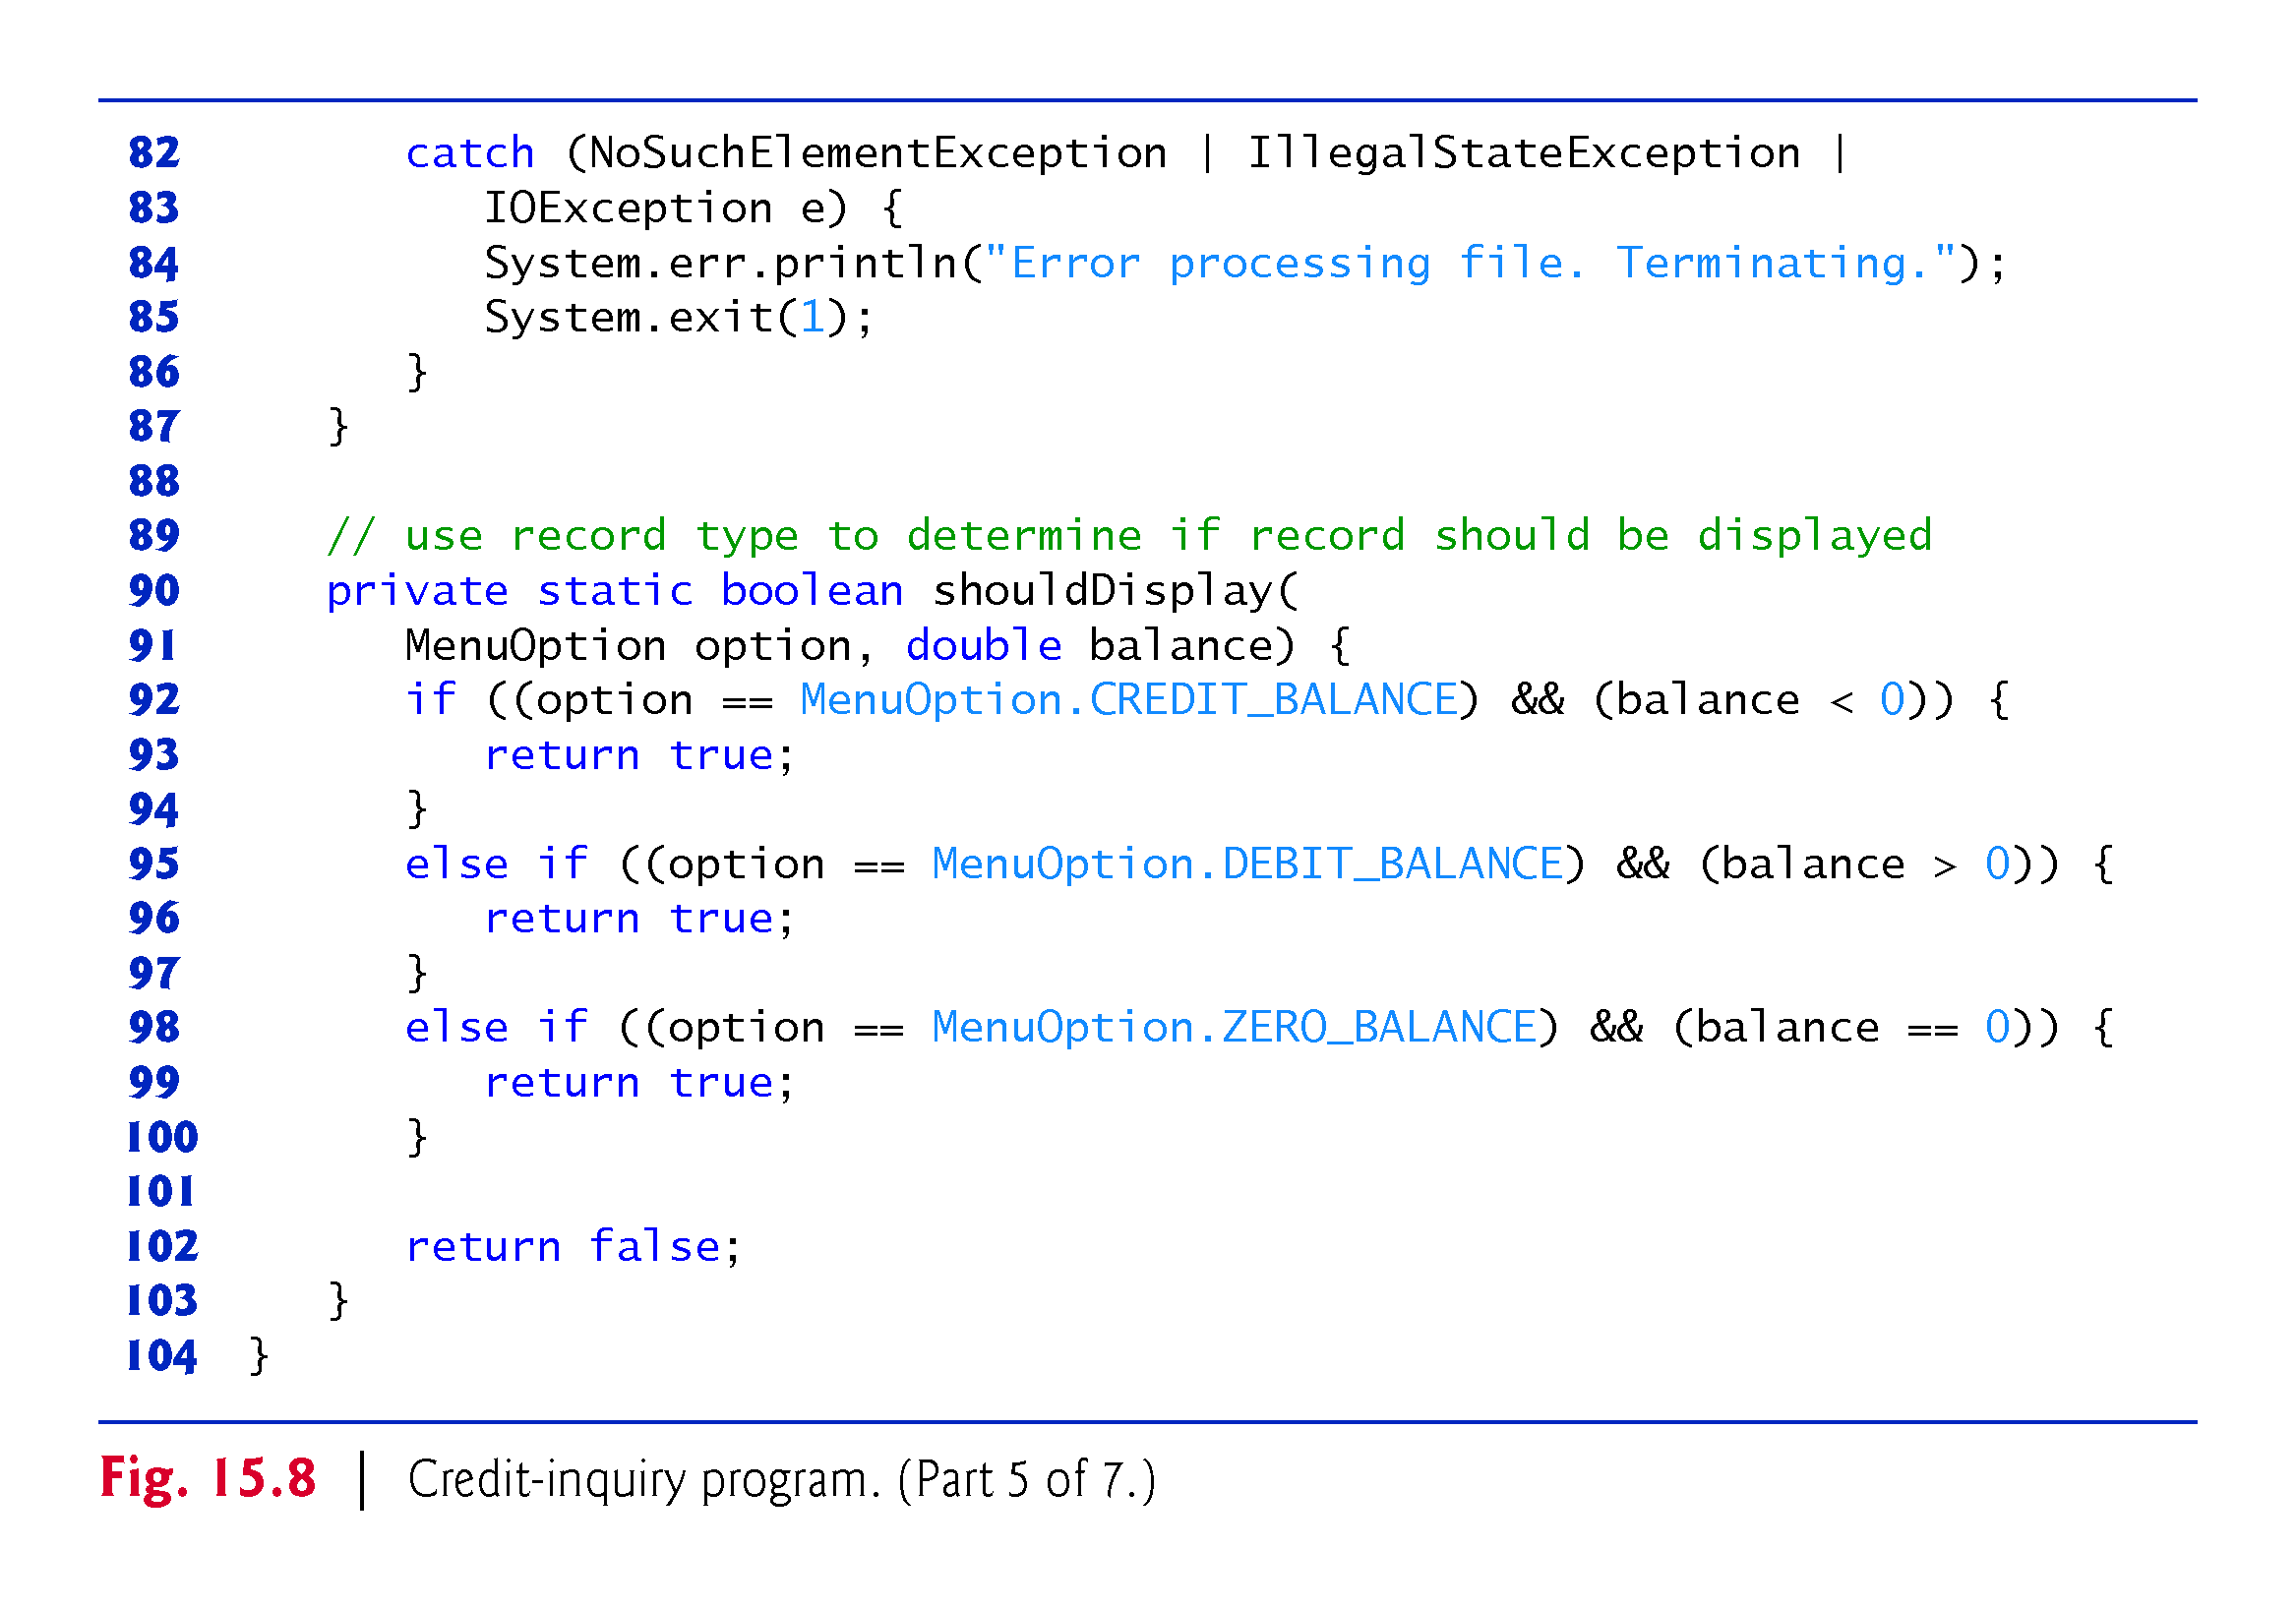 82 catch (NoSuchElementException | IllegalStateException |
83 IOException e) {
84 System.err.println("Error processing file. Terminating.");
85 System.exit(1);
86 }
87 }
88
89 // use record type to determine if record should be displayed
90 private static boolean shouldDisplay(
91 MenuOption option, double balance) {
92 if ((option == MenuOption.CREDIT_BALANCE) && (balance < 0)) {
93 return true;
94 }
95 else if ((option == MenuOption.DEBIT_BALANCE) && (balance > 0)) {
96 return true;
97 }
98 else if ((option == MenuOption.ZERO_BALANCE) && (balance == 0)) {
99 return true;
100 }
101
102 return false;
103 }
104 }
Fig. 15.8 | Credit-inquiry program. (Part 5 of 7.)